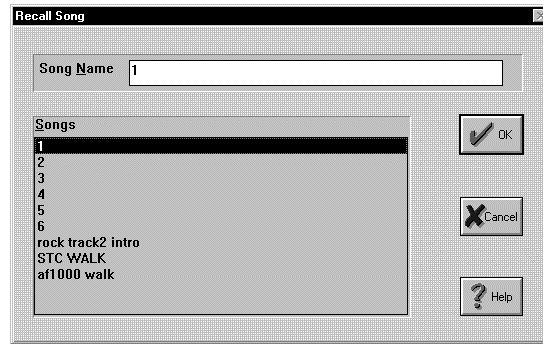 Recall Song
Song Name 1
Songs
1
2
3
4
5
6
rock track2 intro
STC WALK
af1000 walk
OK
Cancel
Help